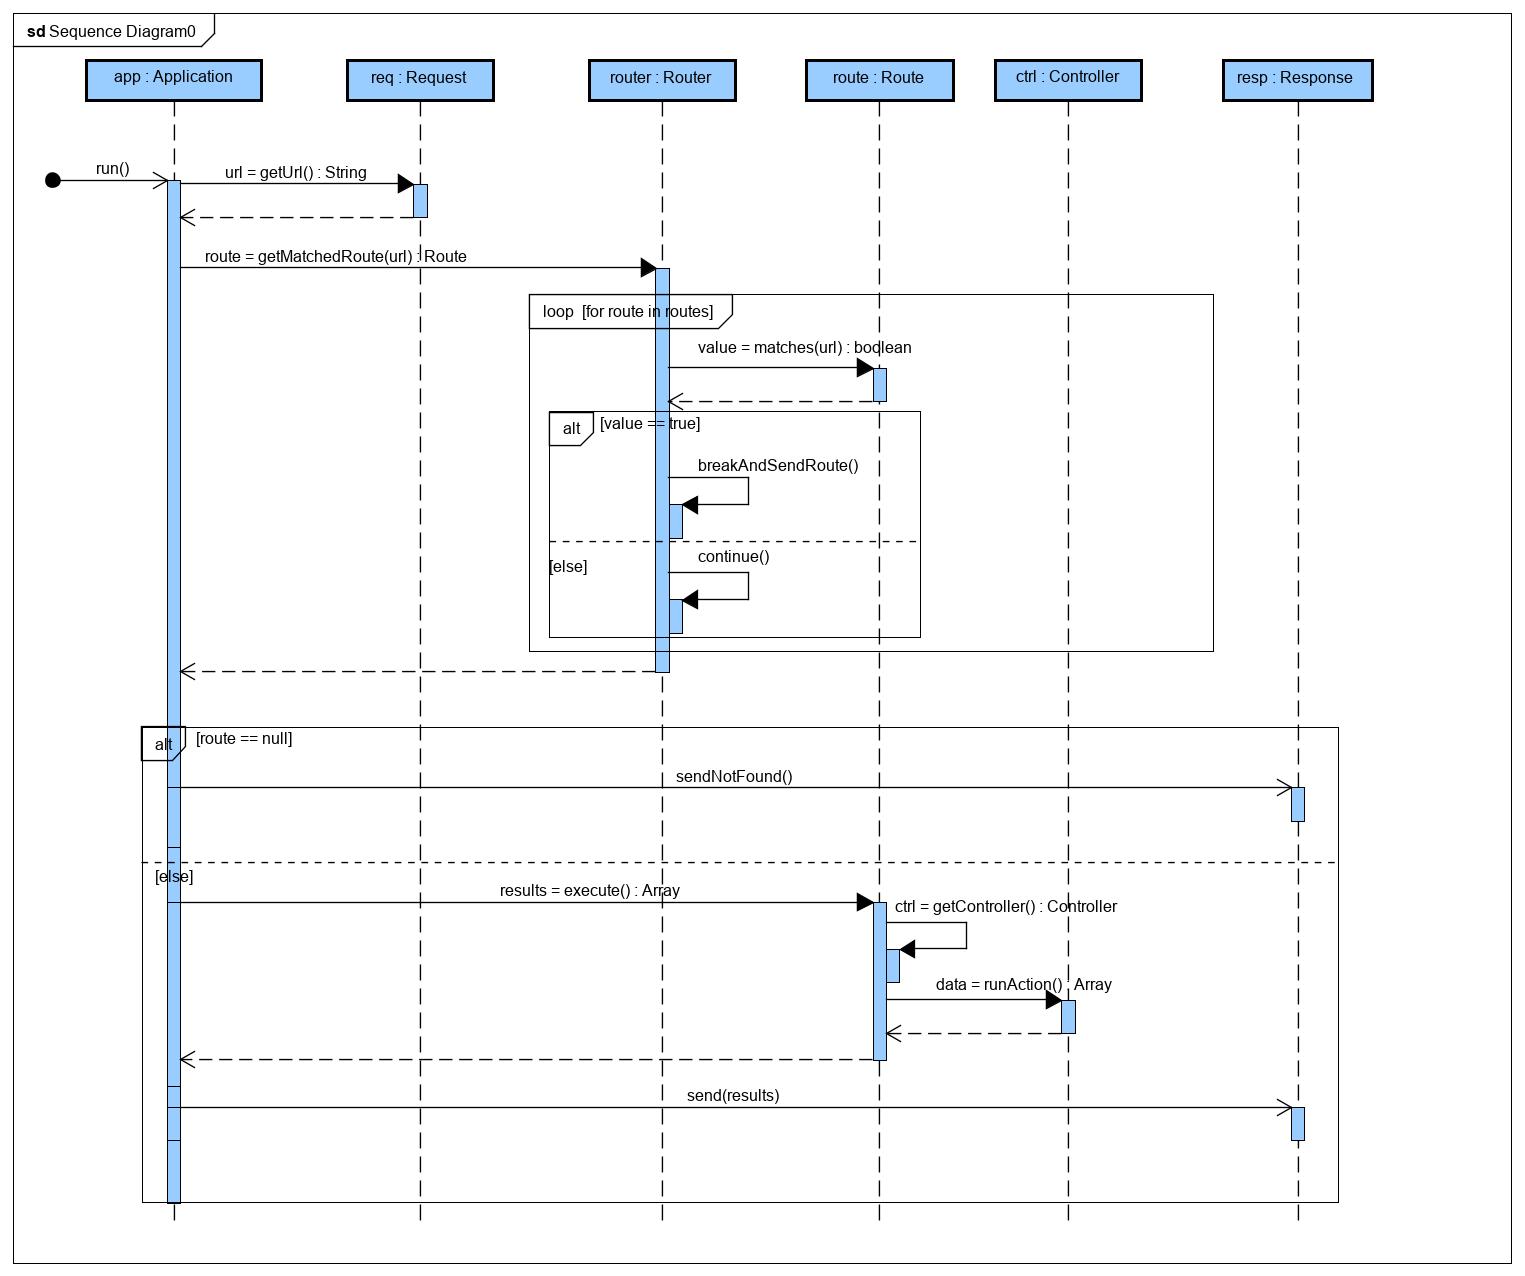 sd Sequence Diagram0
app : Application
req : Request
router : Router
route : Route
ctrl : Controller
resp : Response
run()
url = getUrl() : String
route = getMatchedRoute(url) : Route
loop [for route in routes]
value = matches(url) : boolean
alt [value == true]
breakAndSendRoute()
continue()
[else]
alt [route == null]
sendNotFound()
[else]
results = execute() : Array
ctrl = getController() : Controller
data = runAction() : Array
send(results)